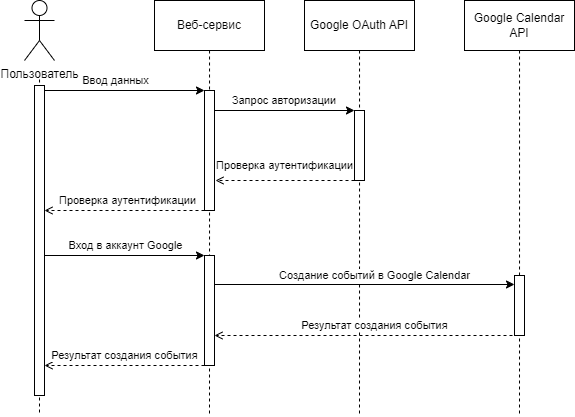 Веб-сервис
Google OAuth API
Google Calendar
API
Пользователь
Ввод данных
Запрос авторизации
Проверка аутентификации
Проверка аутентификации
Вход в аккаунт Google
Создание событий в Google Calendar
Результат создания события
Результат создания события